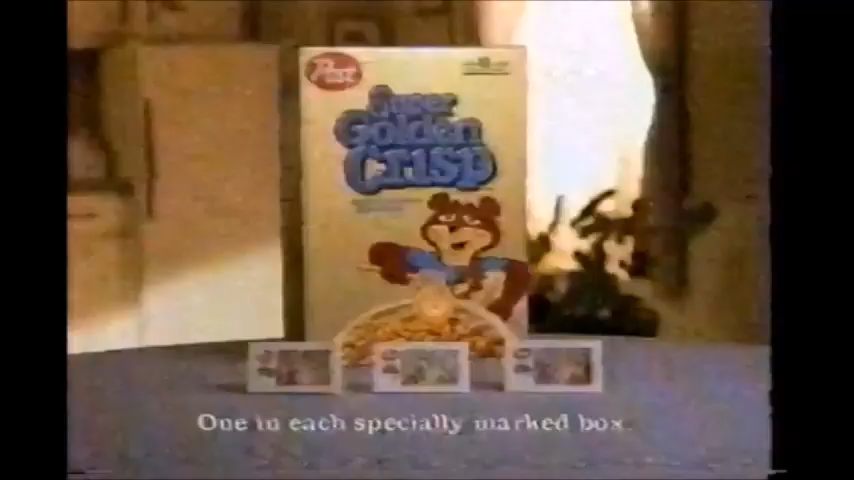 Post
Super
Golden
Crisp
One in each specially marked box.